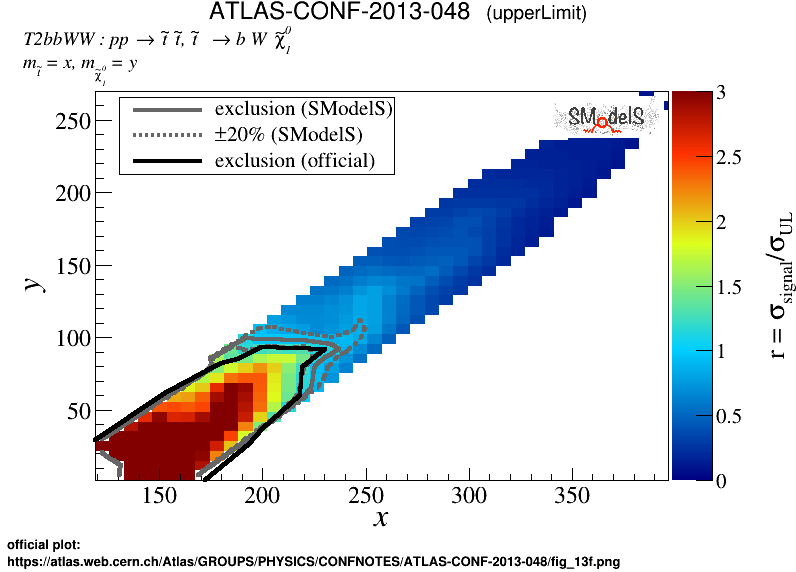 ATLAS-CONF-2013-048 (upperLimit)
T2bbWW : pp → t̃ t̃, t̃ → b W χ̃⁰₁
m_t̃ = x, m_χ̃⁰₁ = y
exclusion (SModelS)
±20% (SModelS)
exclusion (official)
SModelS
250
200
150
100
50
y
150 200 250 300 350
x
3
2.5
2
1.5
1
0.5
0
r = σ_signal/σ_UL
official plot:
https://atlas.web.cern.ch/Atlas/GROUPS/PHYSICS/CONFNOTES/ATLAS-CONF-2013-048/fig_13f.png